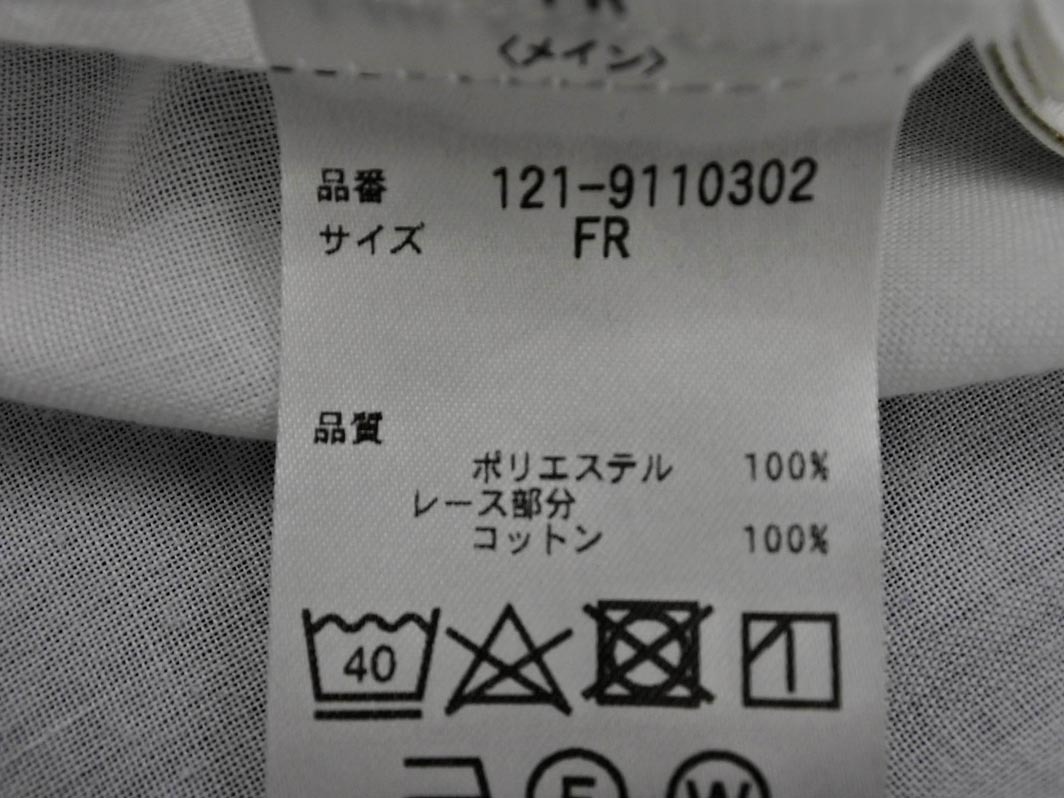 FR
〈メイン〉
品番 121-9110302
サイズ FR
品質
ポリエステル 100%
レース部分
コットン 100%
40
F W